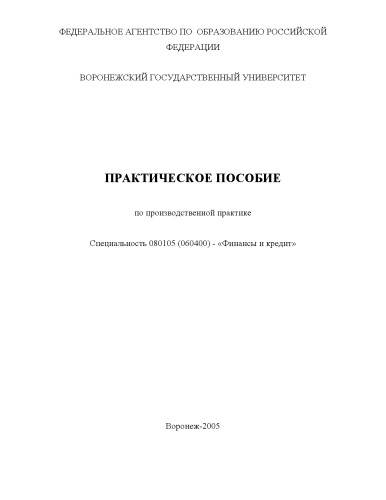 ФЕДЕРАЛЬНОЕ АГЕНТСТВО ПО ОБРАЗОВАНИЮ РОССИЙСКОЙ
ФЕДЕРАЦИИ
ВОРОНЕЖСКИЙ ГОСУДАРСТВЕННЫЙ УНИВЕРСИТЕТ
ПРАКТИЧЕСКОЕ ПОСОБИЕ
по производственной практике
Специальность 080105 (060400) - «Финансы и кредит»
Воронеж-2005